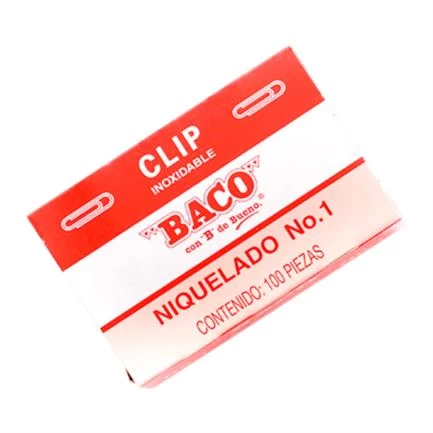 CLIP
INOXIDABLE
BACO
con "B" de Bueno.®
NIQUELADO No.1
CONTENIDO: 100 PIEZAS